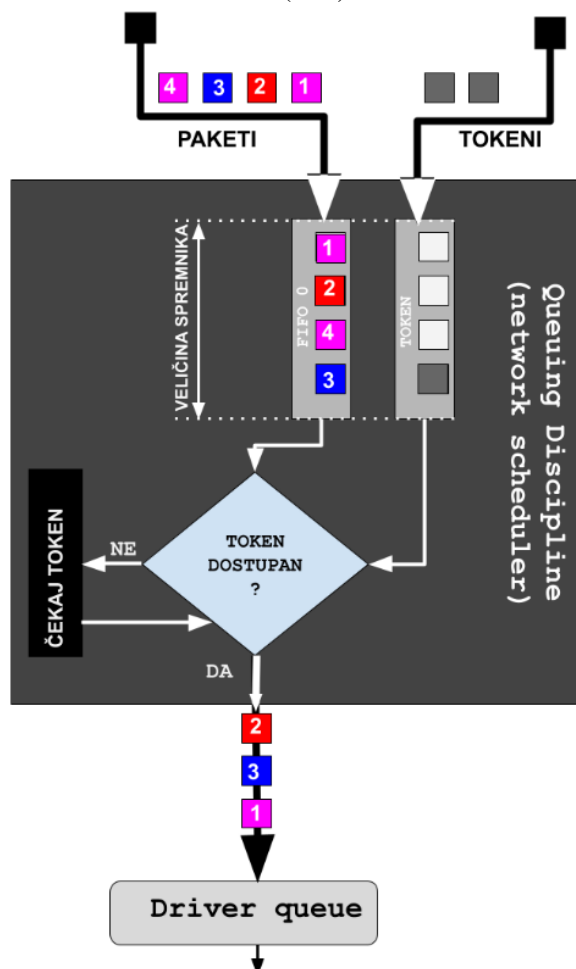 4 3 2 1
PAKETI
TOKENI
VELIČINA SPREMNIKA
FIFO 0
1
2
4
3
TOKEN
Queuing Discipline
(network scheduler)
TOKEN
DOSTUPAN
?
NE
ČEKAJ TOKEN
DA
2
3
1
Driver queue